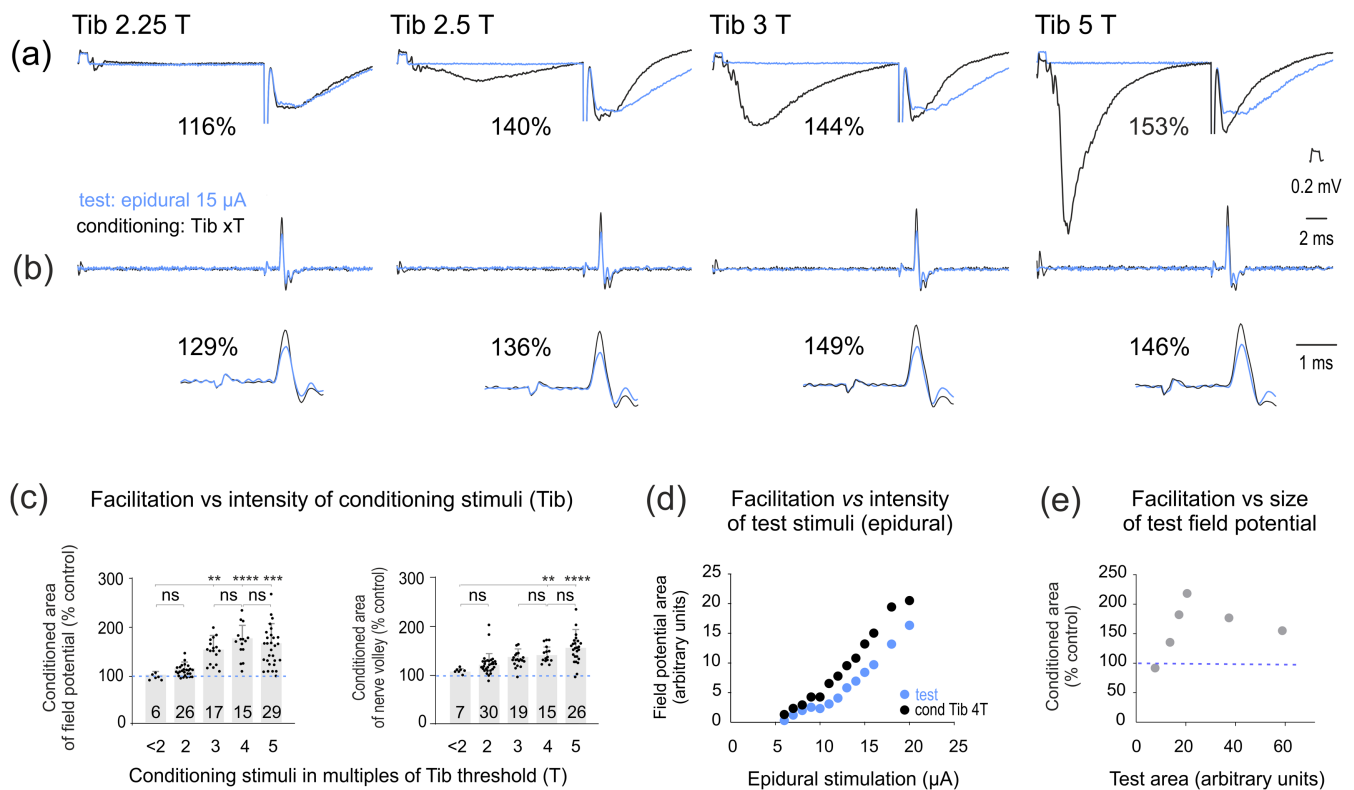 Tib 2.25 T
Tib 2.5 T
Tib 3 T
Tib 5 T
(a)
116%
140%
144%
153%
0.2 mV
2 ms
test: epidural 15 µA
conditioning: Tib xT
(b)
129%
136%
149%
146%
1 ms
(c)
Facilitation vs intensity of conditioning stimuli (Tib)
Conditioned area
of field potential (% control)
300
200
100
0
** **** ***
ns
ns
ns
6 26 17 15 29
<2 2 3 4 5
Conditioned area
of nerve volley (% control)
300
200
100
0
** ****
ns
ns
ns
7 30 19 15 26
<2 2 3 4 5
Conditioning stimuli in multiples of Tib threshold (T)
(d)
Facilitation vs intensity
of test stimuli (epidural)
Field potential area
(arbitrary units)
25
20
15
10
5
0
test
cond Tib 4T
0 5 10 15 20 25
Epidural stimulation (µA)
(e)
Facilitation vs size
of test field potential
Conditioned area
(% control)
250
200
150
100
50
0
0 20 40 60
Test area (arbitrary units)